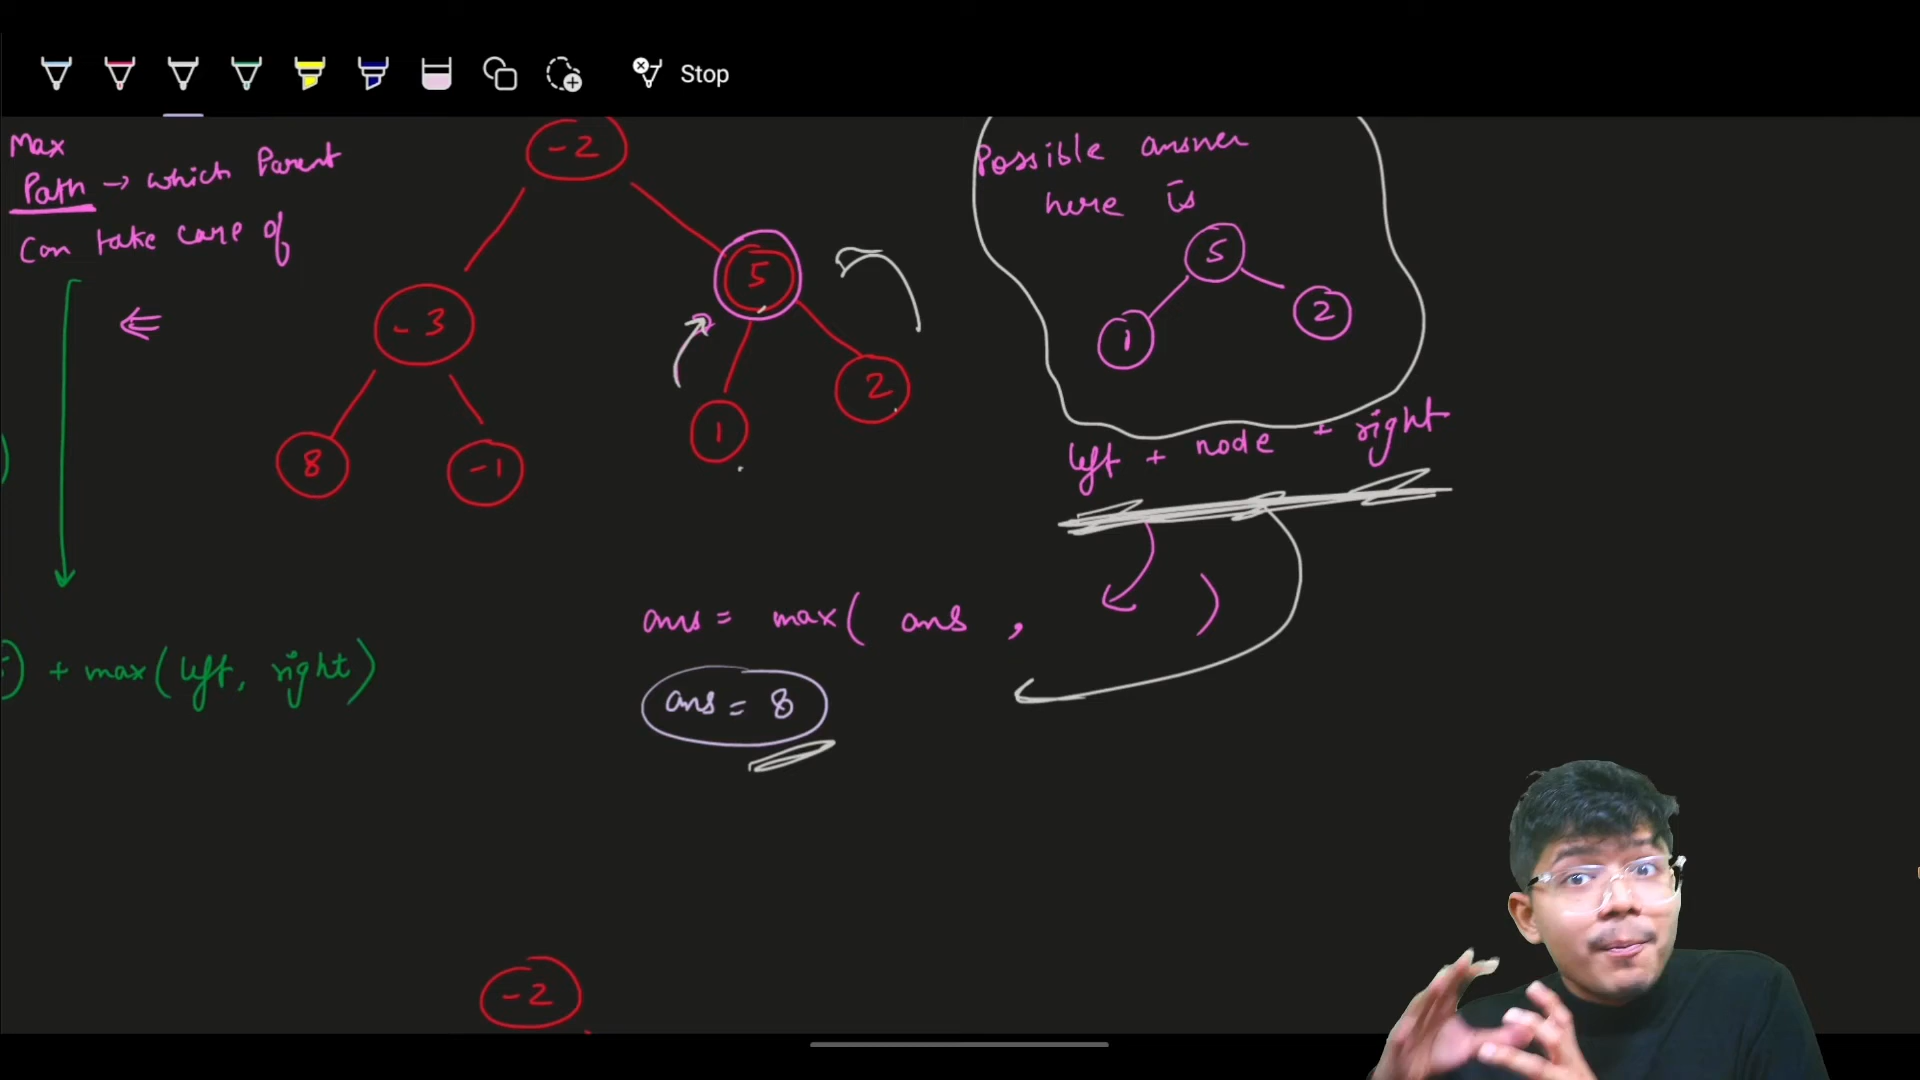 Stop
Max
Path → which Parent
can take care of
-2
-3
5
8
-1
1
2
Possible answer
here is
5
1
2
left + node + right
ans = max( ans , )
ans = 8
) + max(left, right)
-2